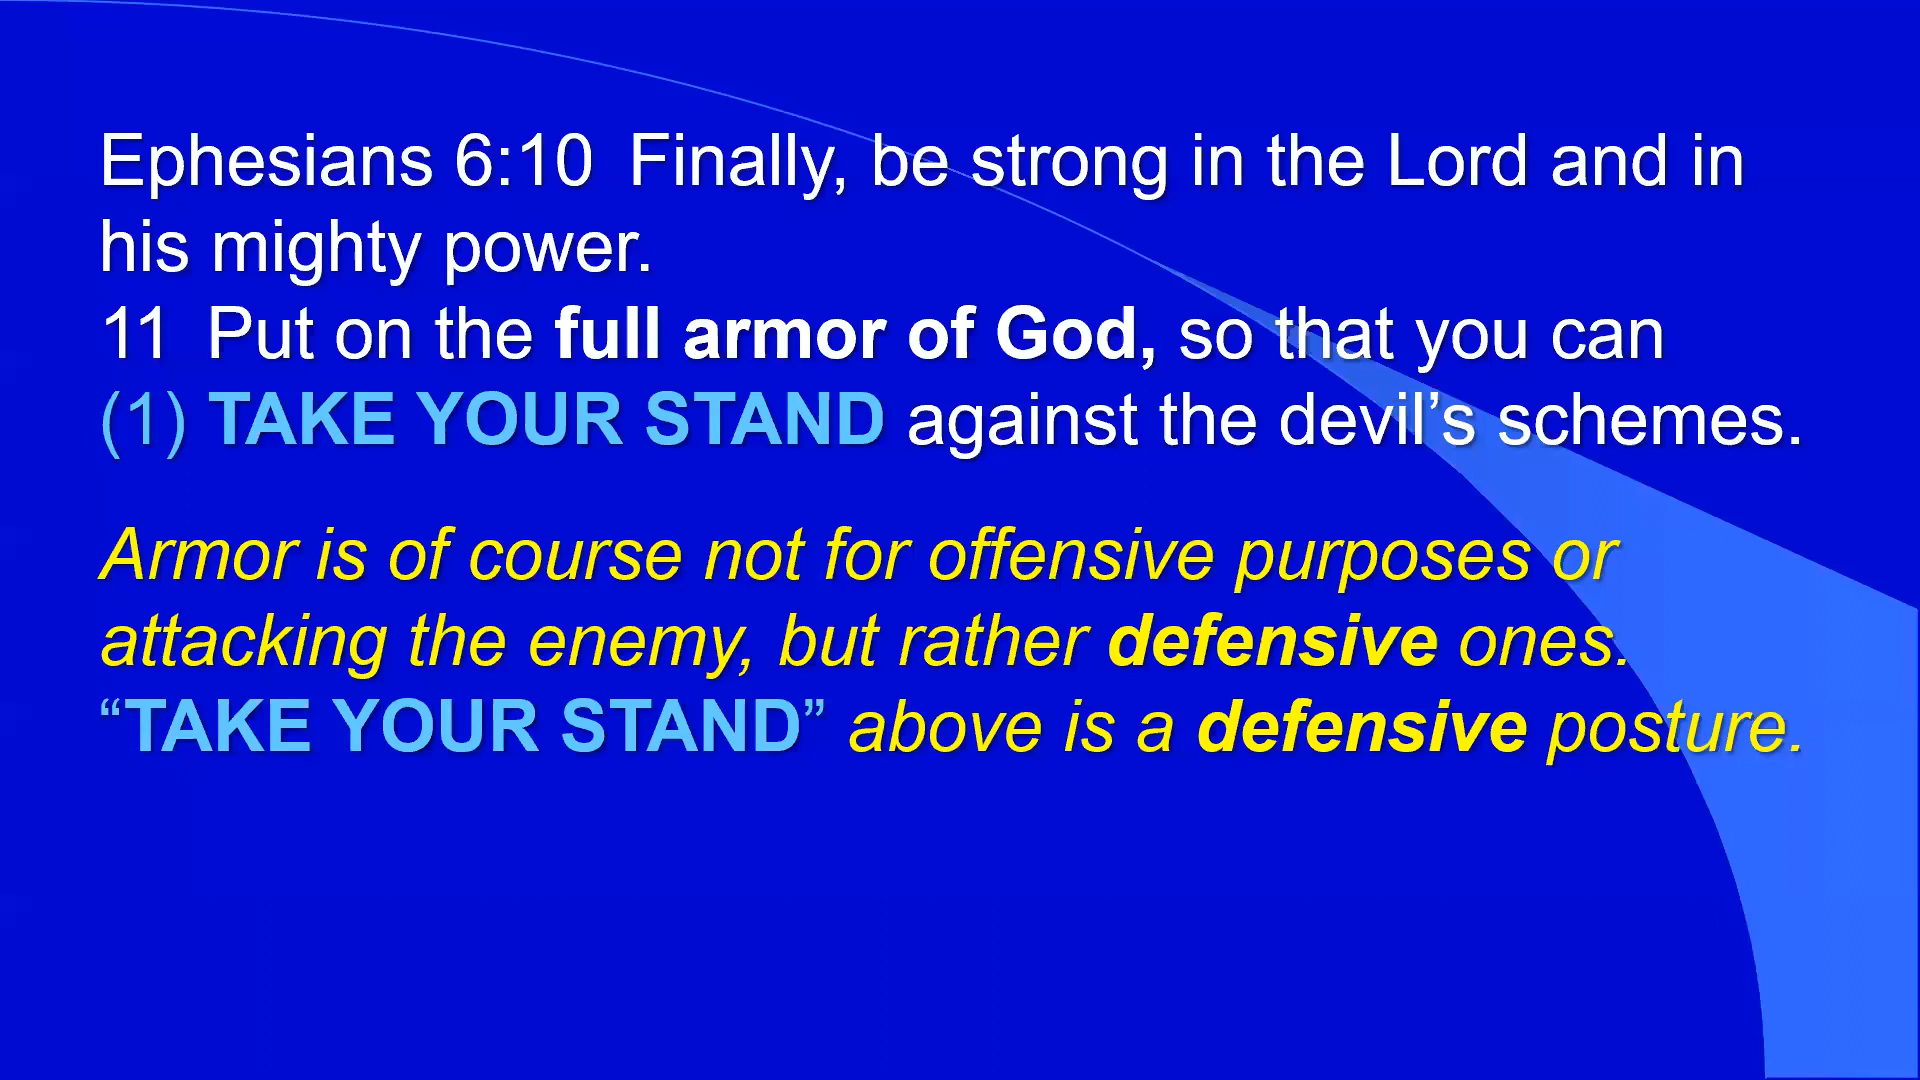 Ephesians 6:10  Finally, be strong in the Lord and in
his mighty power.
11  Put on the full armor of God, so that you can
(1) TAKE YOUR STAND against the devil’s schemes.
Armor is of course not for offensive purposes or
attacking the enemy, but rather defensive ones.
“TAKE YOUR STAND” above is a defensive posture.